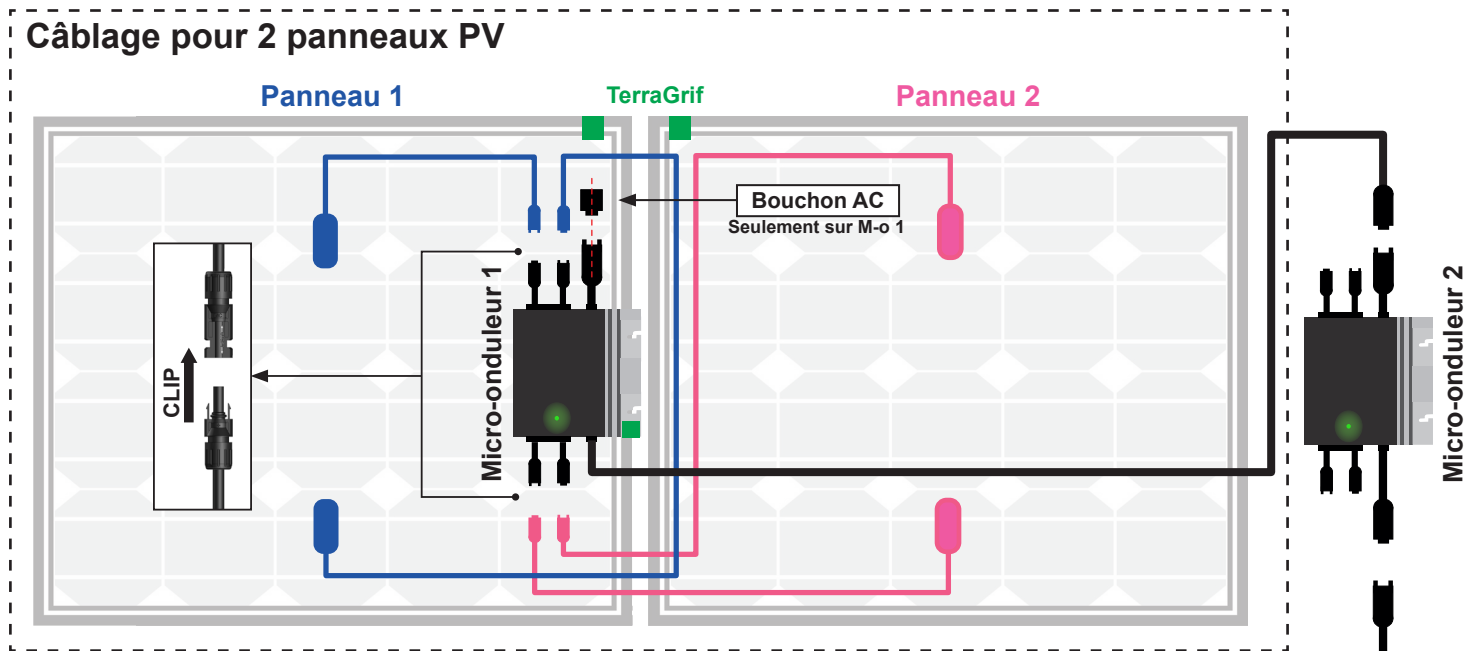 Câblage pour 2 panneaux PV
Panneau 1
TerraGrif
Panneau 2
Bouchon AC
Seulement sur M-o 1
CLIP
Micro-onduleur 1
Micro-onduleur 2